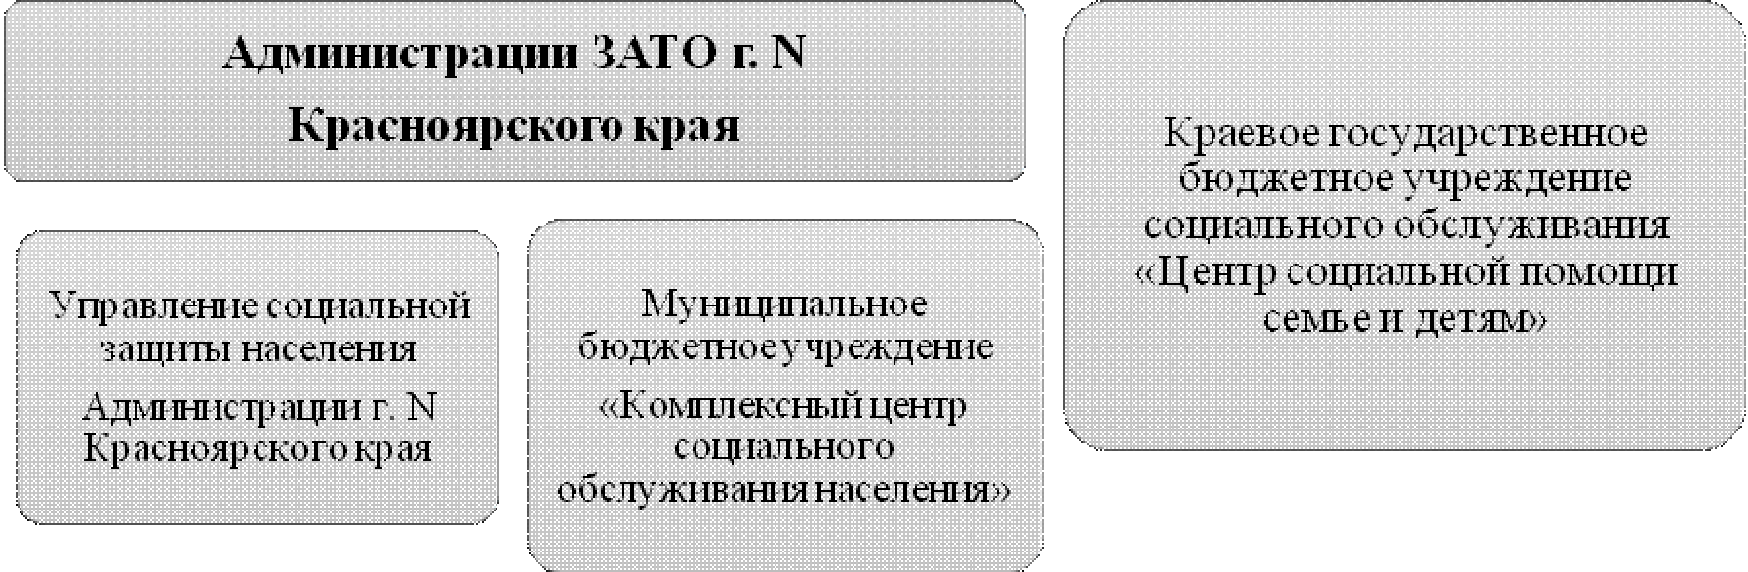 Администрации ЗАТО г. N
Красноярского края
Управление социальной
защиты населения
Администрации г. N
Красноярского края
Муниципальное
бюджетное учреждение
«Комплексный центр
социального
обслуживания населения»
Краевое государственное
бюджетное учреждение
социального обслуживания
«Центр социальной помощи
семье и детям»